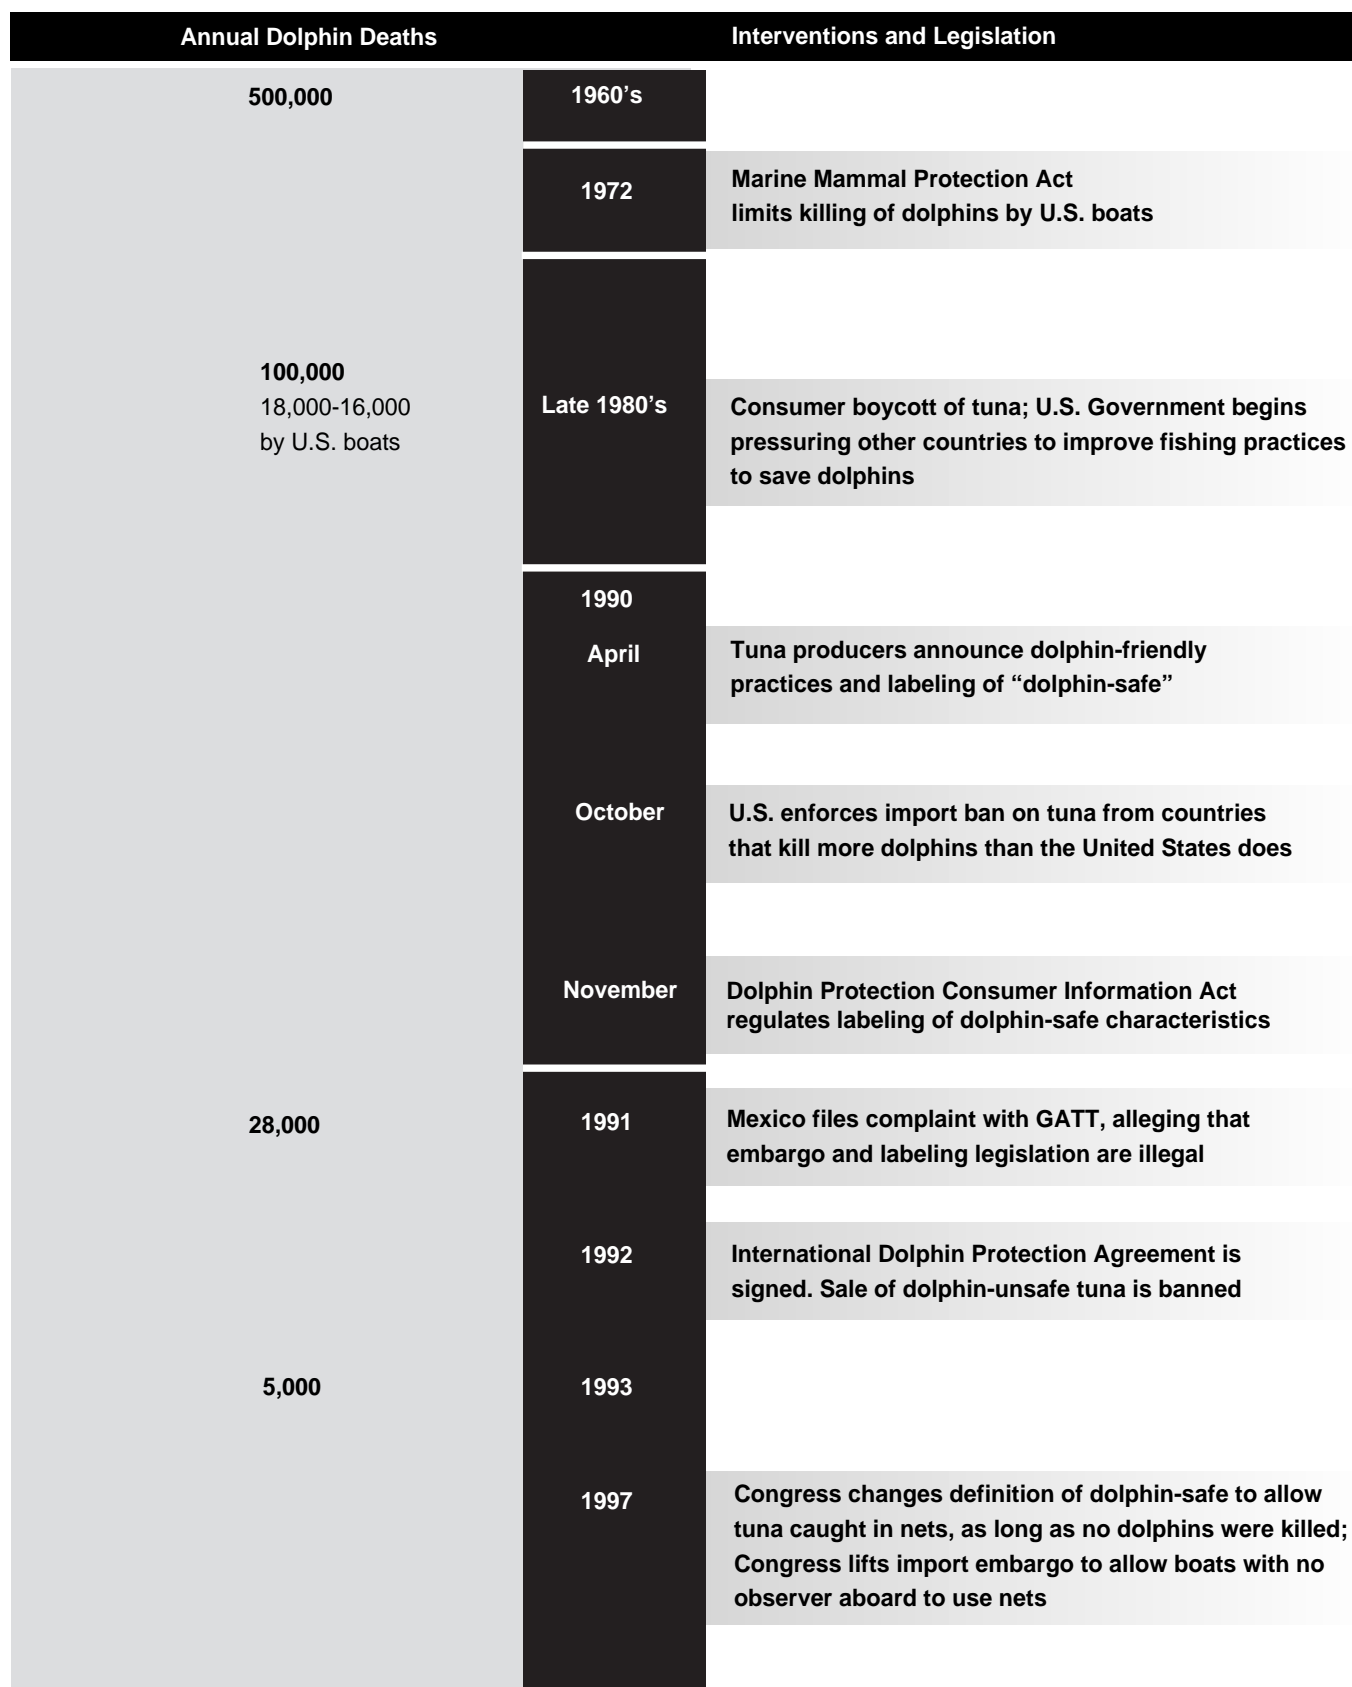 Annual Dolphin Deaths
Interventions and Legislation
500,000
1960’s
1972
Marine Mammal Protection Act
limits killing of dolphins by U.S. boats
100,000
18,000-16,000
by U.S. boats
Late 1980’s
Consumer boycott of tuna; U.S. Government begins
pressuring other countries to improve fishing practices
to save dolphins
1990
April
Tuna producers announce dolphin-friendly
practices and labeling of “dolphin-safe”
October
U.S. enforces import ban on tuna from countries
that kill more dolphins than the United States does
November
Dolphin Protection Consumer Information Act
regulates labeling of dolphin-safe characteristics
28,000
1991
Mexico files complaint with GATT, alleging that
embargo and labeling legislation are illegal
1992
International Dolphin Protection Agreement is
signed. Sale of dolphin-unsafe tuna is banned
5,000
1993
1997
Congress changes definition of dolphin-safe to allow
tuna caught in nets, as long as no dolphins were killed;
Congress lifts import embargo to allow boats with no
observer aboard to use nets